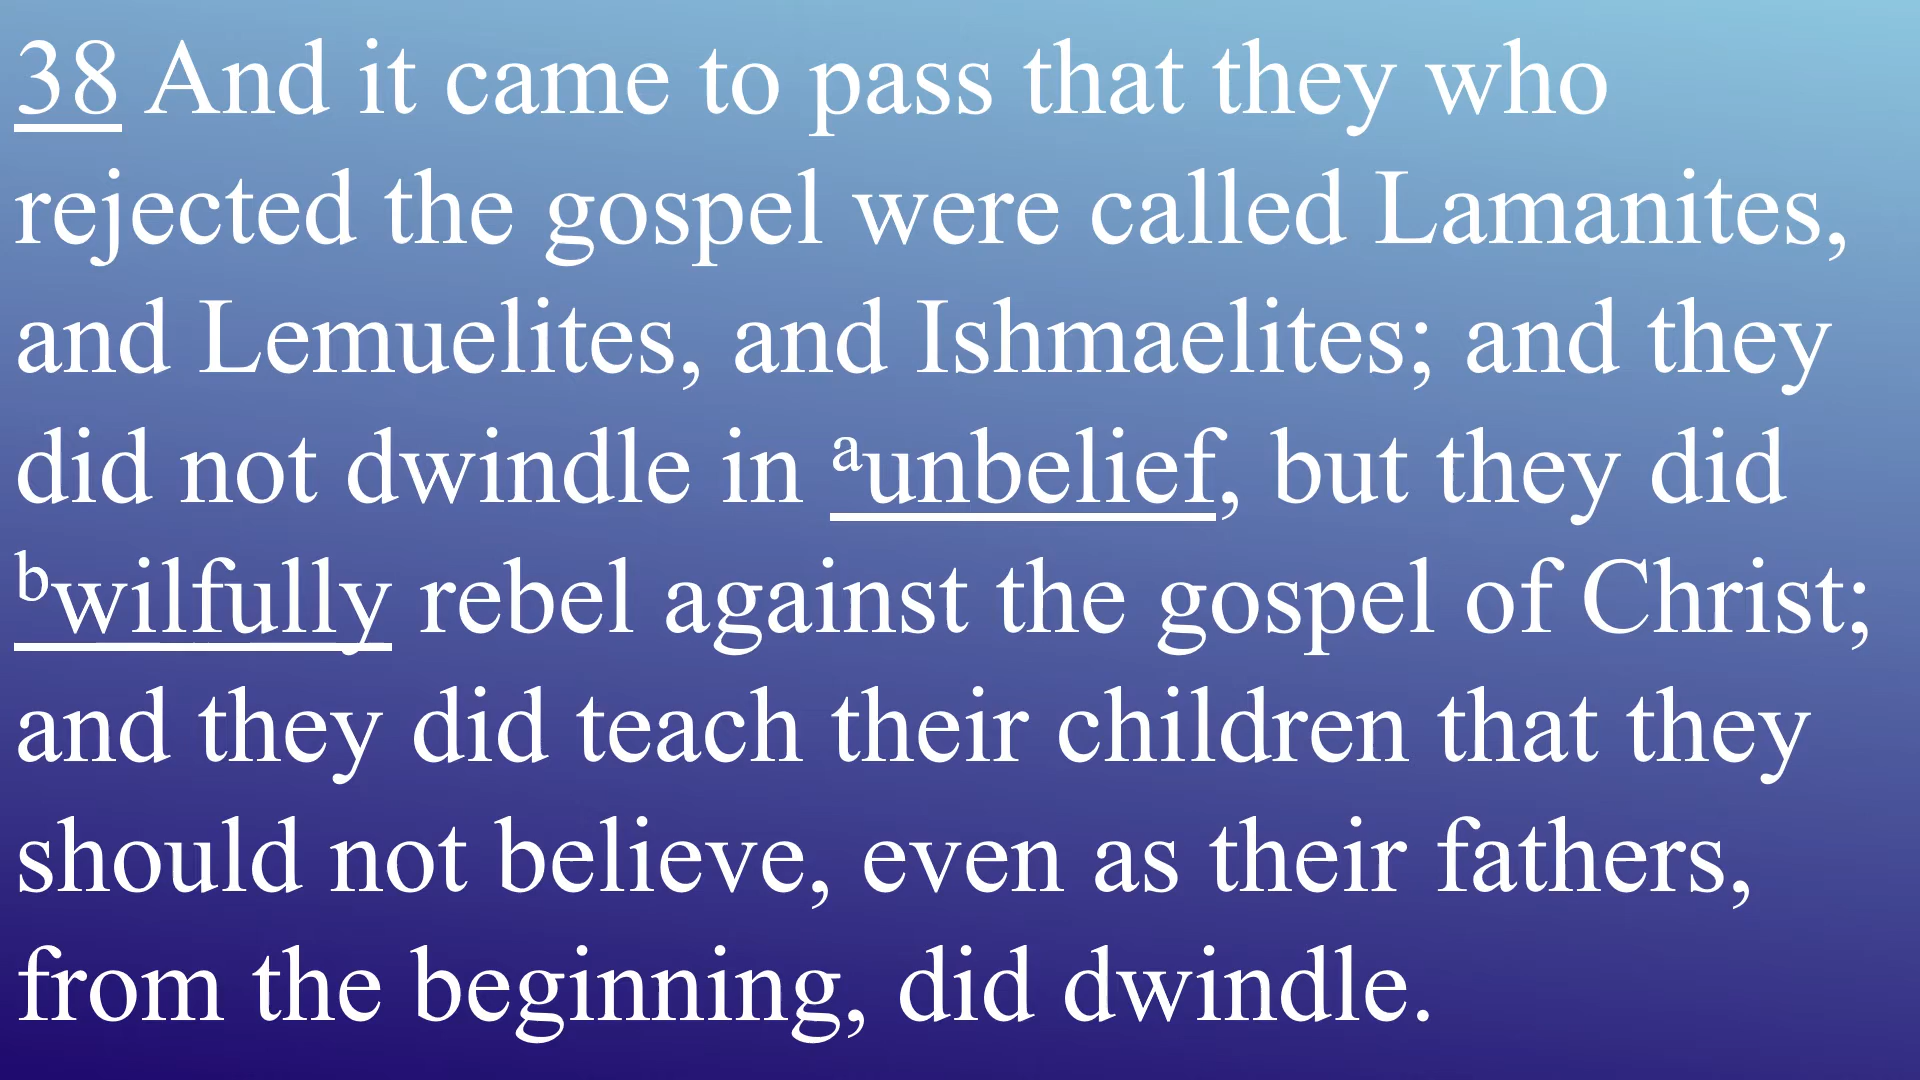 38 And it came to pass that they who
rejected the gospel were called Lamanites,
and Lemuelites, and Ishmaelites; and they
did not dwindle in ᵃunbelief, but they did
ᵇwilfully rebel against the gospel of Christ;
and they did teach their children that they
should not believe, even as their fathers,
from the beginning, did dwindle.